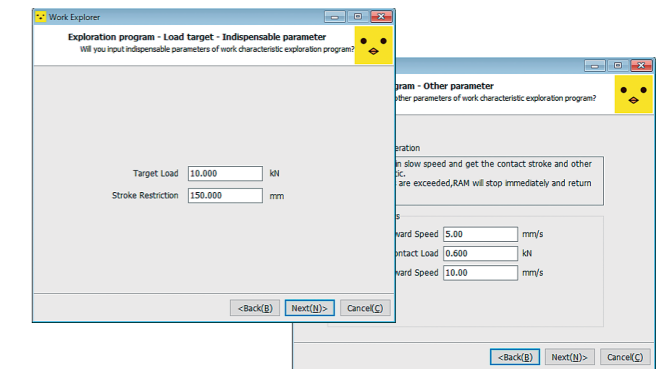 Work Explorer
Exploration program - Load target - Indispensable parameter
Will you input indispensable parameters of work characteristic exploration program?
Target Load 10.000 kN
Stroke Restriction 150.000 mm
<Back(B) Next(N)> Cancel(C)
gram - Other parameter
other parameters of work characteristic exploration program?
eration
in slow speed and get the contact stroke and other
tic.
are exceeded,RAM will stop immediately and return
s
ward Speed 5.00 mm/s
ontact Load 0.600 kN
ward Speed 10.00 mm/s
<Back(B) Next(N)> Cancel(C)